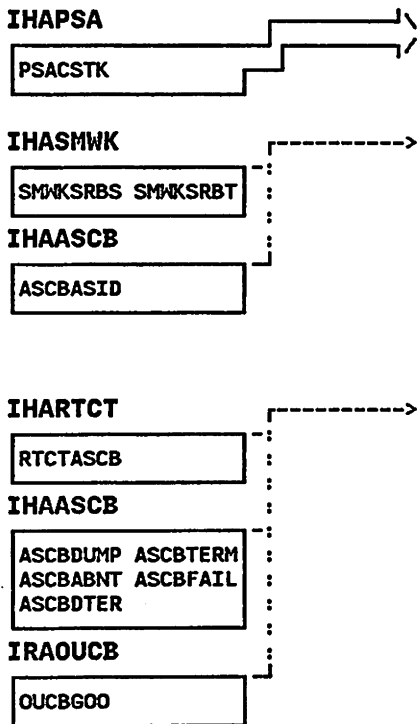 IHAPSA
PSACSTK
IHASMWK
SMWKSRBS SMWKSRBT
IHAASCB
ASCBASID
IHARTCT
RTCTASCB
IHAASCB
ASCBDUMP ASCBTERM
ASCBABNT ASCBFAIL
ASCBDTER
IRAOUCB
OUCBGOO